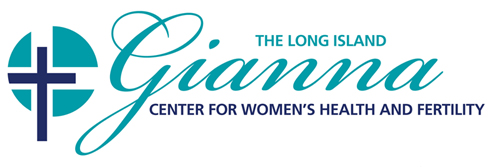 THE LONG ISLAND
Gianna
CENTER FOR WOMEN'S HEALTH AND FERTILITY